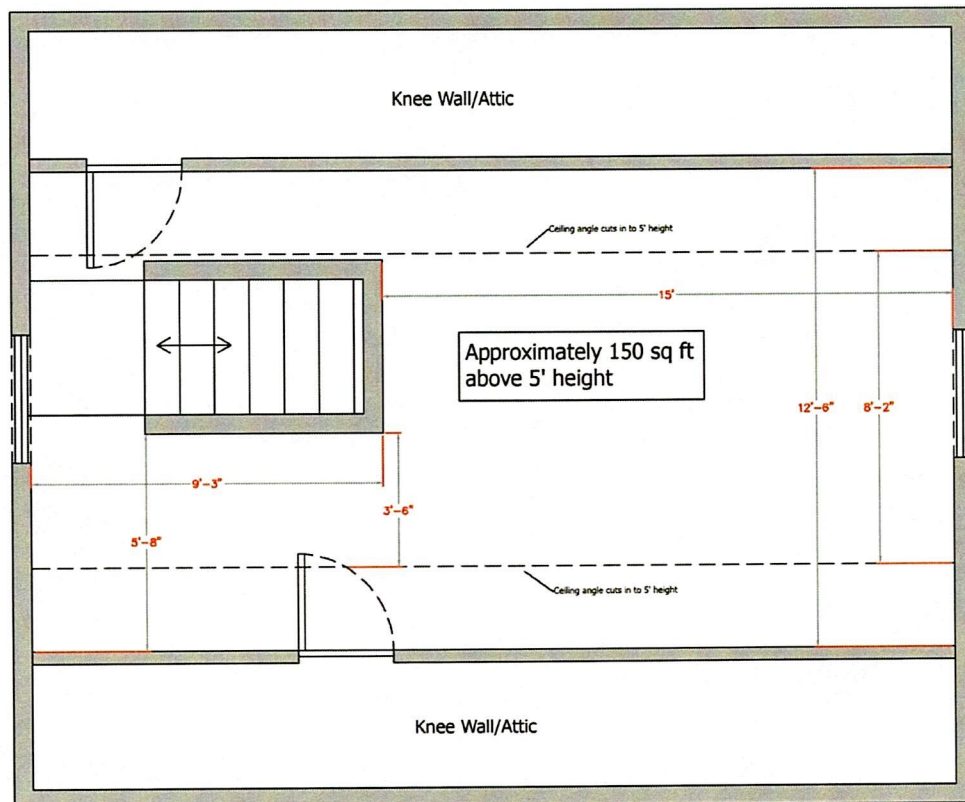 Knee Wall/Attic
Ceiling angle cuts in to 5' height
15'
Approximately 150 sq ft
above 5' height
12'-6"
8'-2"
9'-3"
3'-6"
5'-8"
Ceiling angle cuts in to 5' height
Knee Wall/Attic